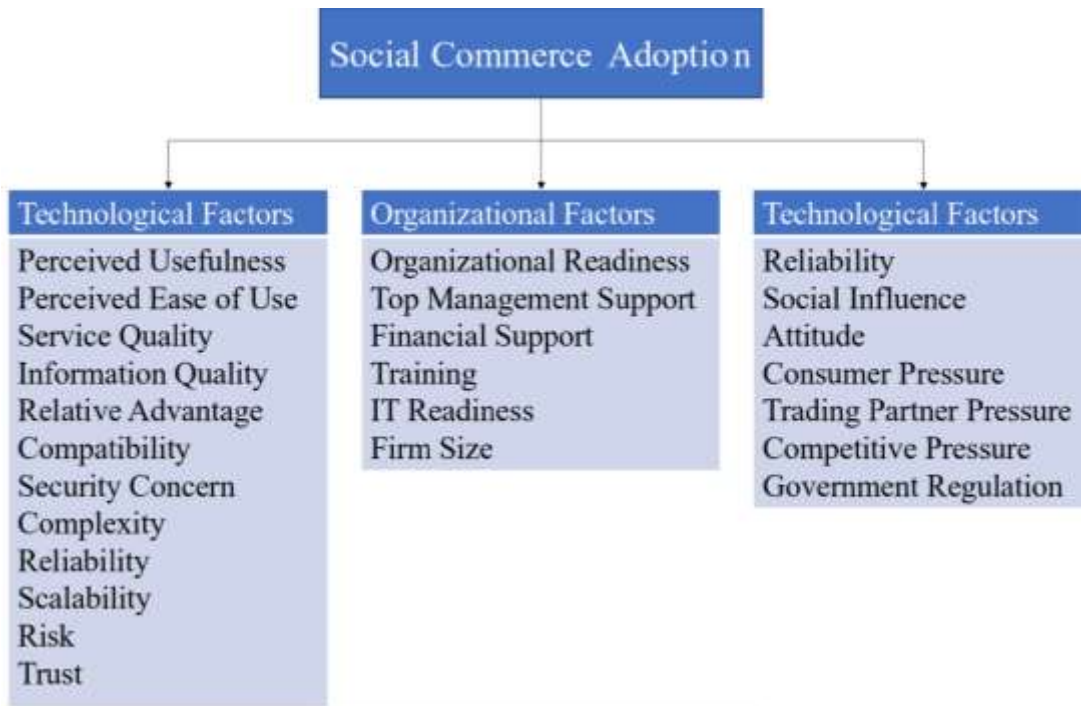 Social Commerce Adoption
Technological Factors
Perceived Usefulness
Perceived Ease of Use
Service Quality
Information Quality
Relative Advantage
Compatibility
Security Concern
Complexity
Reliability
Scalability
Risk
Trust
Organizational Factors
Organizational Readiness
Top Management Support
Financial Support
Training
IT Readiness
Firm Size
Technological Factors
Reliability
Social Influence
Attitude
Consumer Pressure
Trading Partner Pressure
Competitive Pressure
Government Regulation